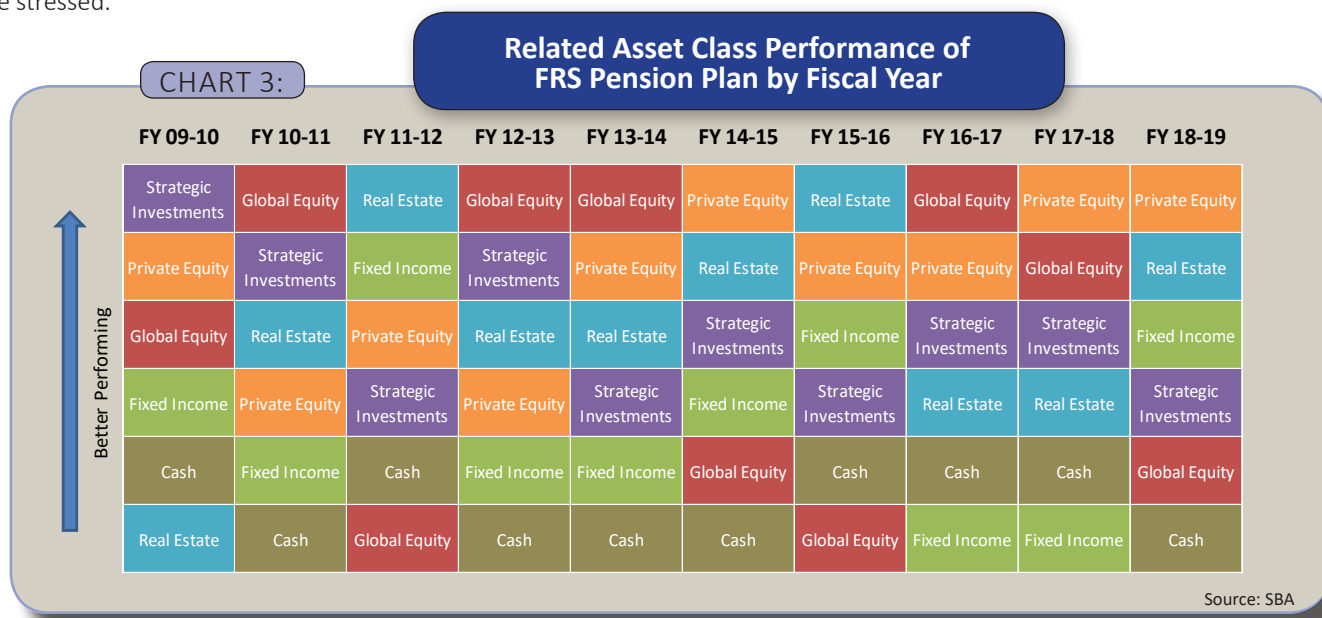 e stressed.
Related Asset Class Performance of
FRS Pension Plan by Fiscal Year
CHART 3:
FY 09-10 FY 10-11 FY 11-12 FY 12-13 FY 13-14 FY 14-15 FY 15-16 FY 16-17 FY 17-18 FY 18-19
Strategic Investments Global Equity Real Estate Global Equity Global Equity Private Equity Real Estate Global Equity Private Equity Private Equity
Private Equity Strategic Investments Fixed Income Strategic Investments Private Equity Real Estate Private Equity Private Equity Global Equity Real Estate
Global Equity Real Estate Private Equity Real Estate Real Estate Strategic Investments Fixed Income Strategic Investments Strategic Investments Fixed Income
Fixed Income Private Equity Strategic Investments Private Equity Strategic Investments Fixed Income Strategic Investments Real Estate Real Estate Strategic Investments
Cash Fixed Income Cash Fixed Income Fixed Income Global Equity Cash Cash Cash Global Equity
Real Estate Cash Global Equity Cash Cash Cash Global Equity Fixed Income Fixed Income Cash
Better Performing
Source: SBA